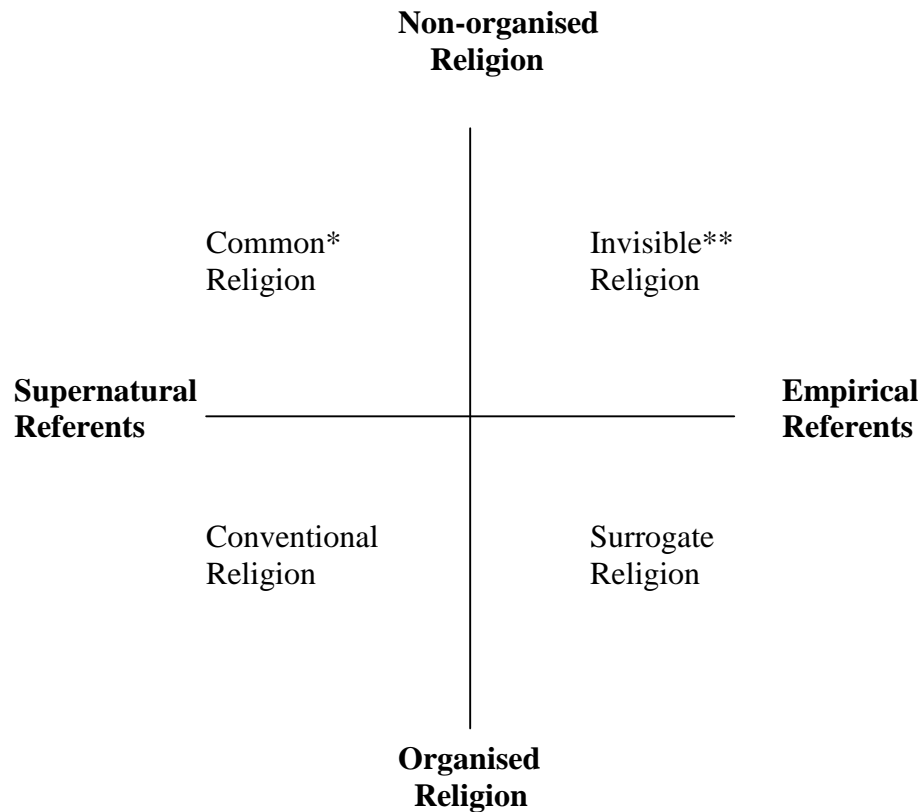 Non-organised
Religion
Common*
Religion
Invisible**
Religion
Supernatural
Referents
Empirical
Referents
Conventional
Religion
Surrogate
Religion
Organised
Religion